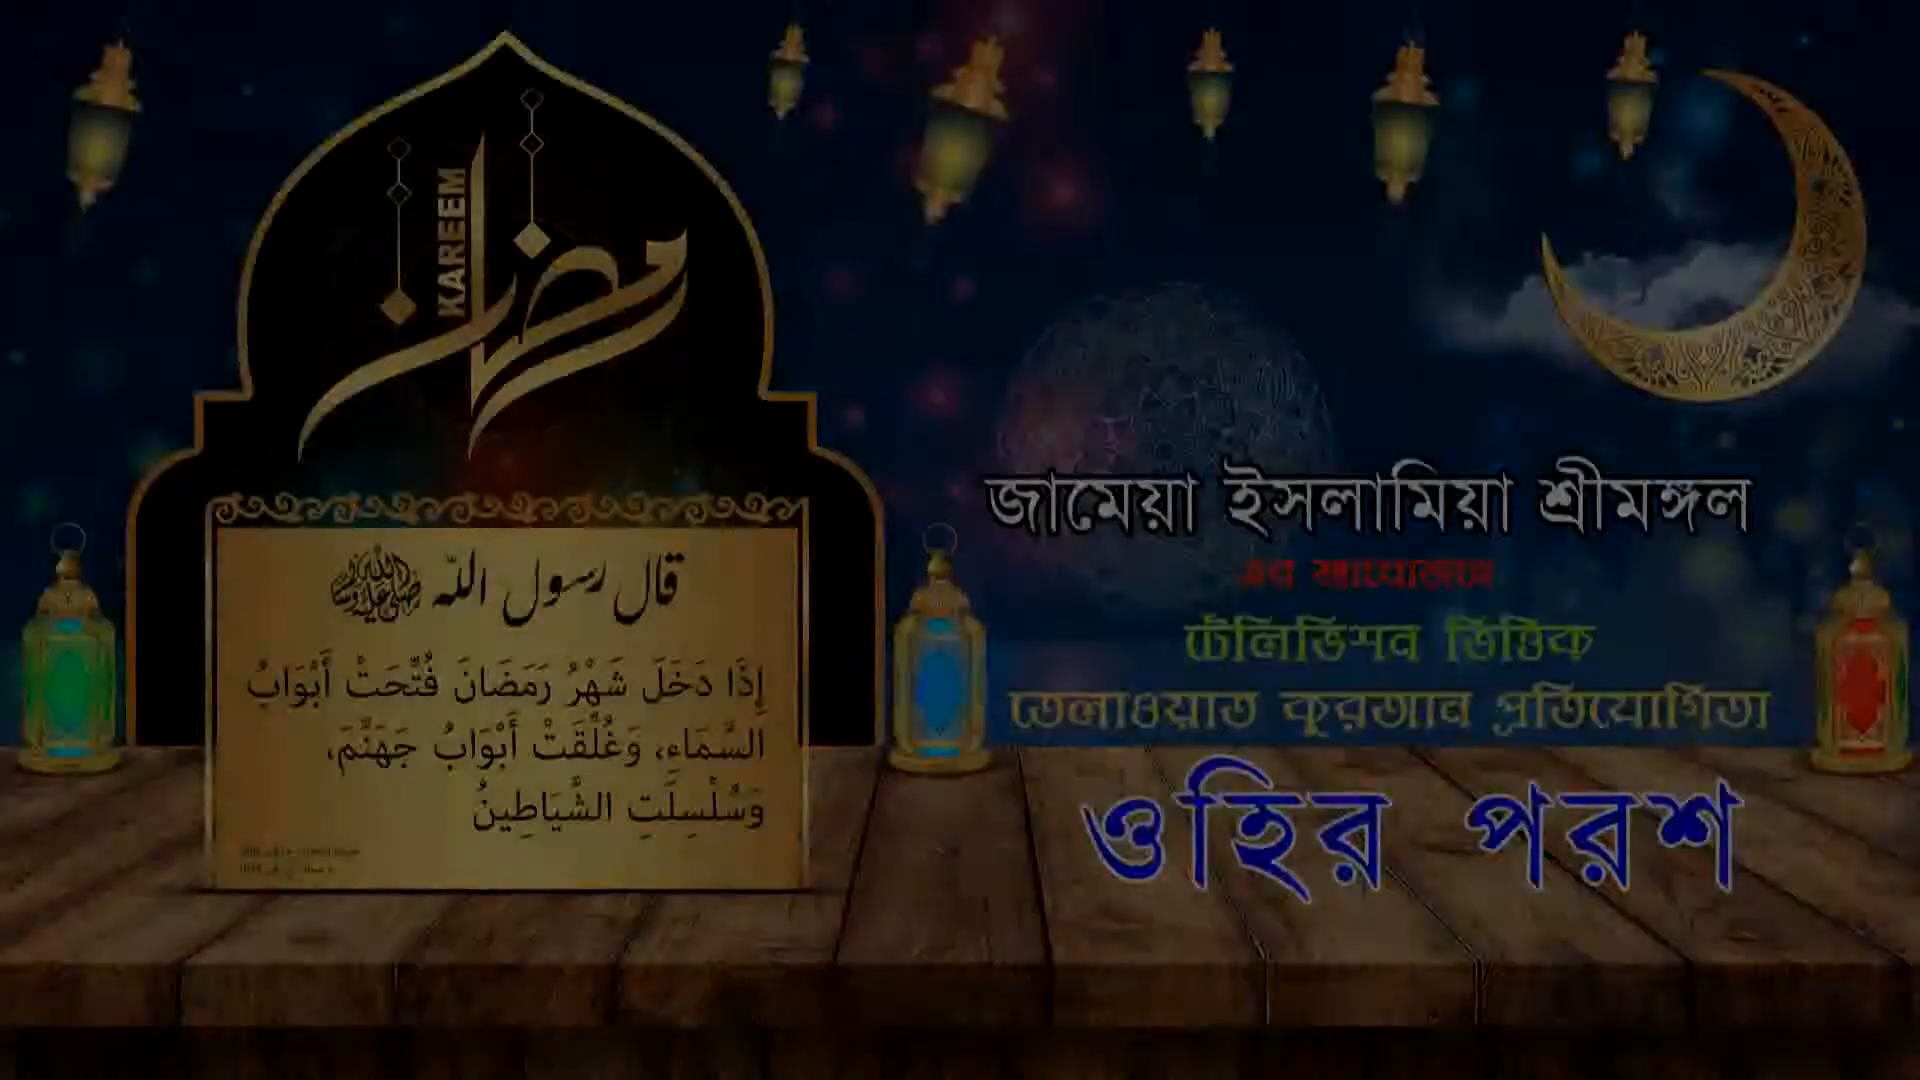 رمضان
KAREEM
قال رسول الله ﷺ
إِذَا دَخَلَ شَهْرُ رَمَضَانَ فُتِّحَتْ أَبْوَابُ
السَّمَاءِ، وَغُلِّقَتْ أَبْوَابُ جَهَنَّمَ،
وَسُلْسِلَتِ الشَّيَاطِينُ
জামেয়া ইসলামিয়া শ্রীমঙ্গল
এর আয়োজনে
টেলিভিশন ভিত্তিক
তেলাওয়াত কুরআন প্রতিযোগিতা
ওহির পরশ